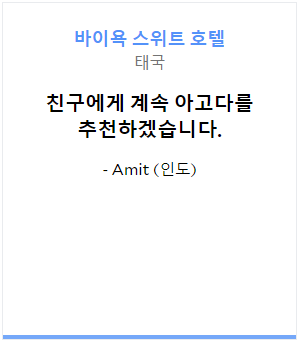 바이욕 스위트 호텔
태국
친구에게 계속 아고다를
추천하겠습니다.
- Amit (인도)